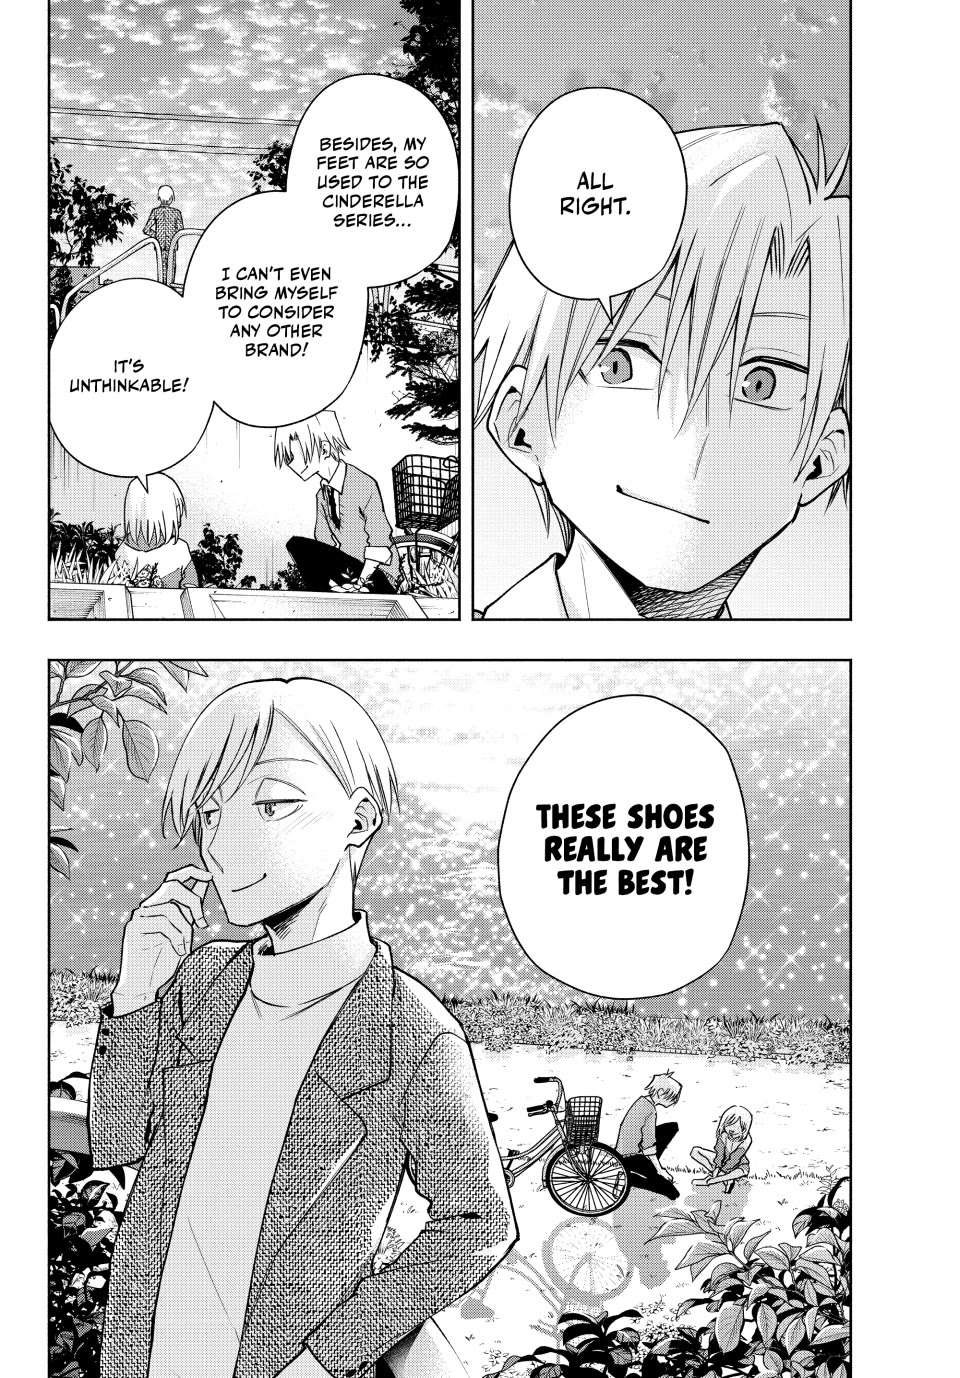 ALL
RIGHT.
BESIDES, MY
FEET ARE SO
USED TO THE
CINDERELLA
SERIES...
I CAN'T EVEN
BRING MYSELF
TO CONSIDER
ANY OTHER
BRAND!
IT'S
UNTHINKABLE!
THESE SHOES
REALLY ARE
THE BEST!